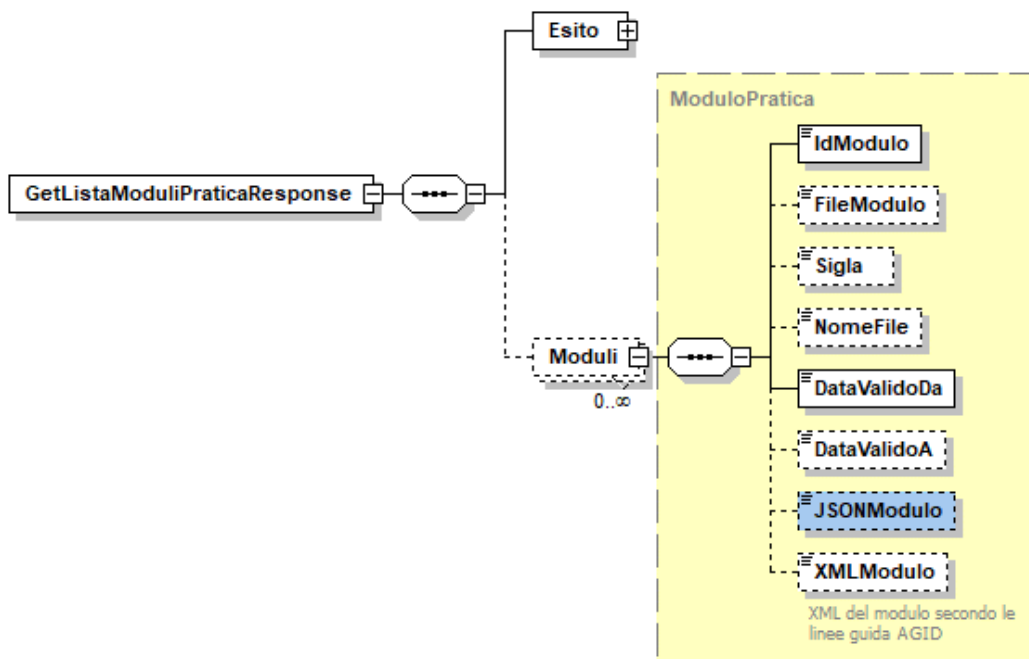 Esito
ModuloPratica
IdModulo
GetListaModuliPraticaResponse
FileModulo
Sigla
NomeFile
Moduli
0..∞
DataValidoDa
DataValidoA
JSONModulo
XMLModulo
XML del modulo secondo le
linee guida AGID